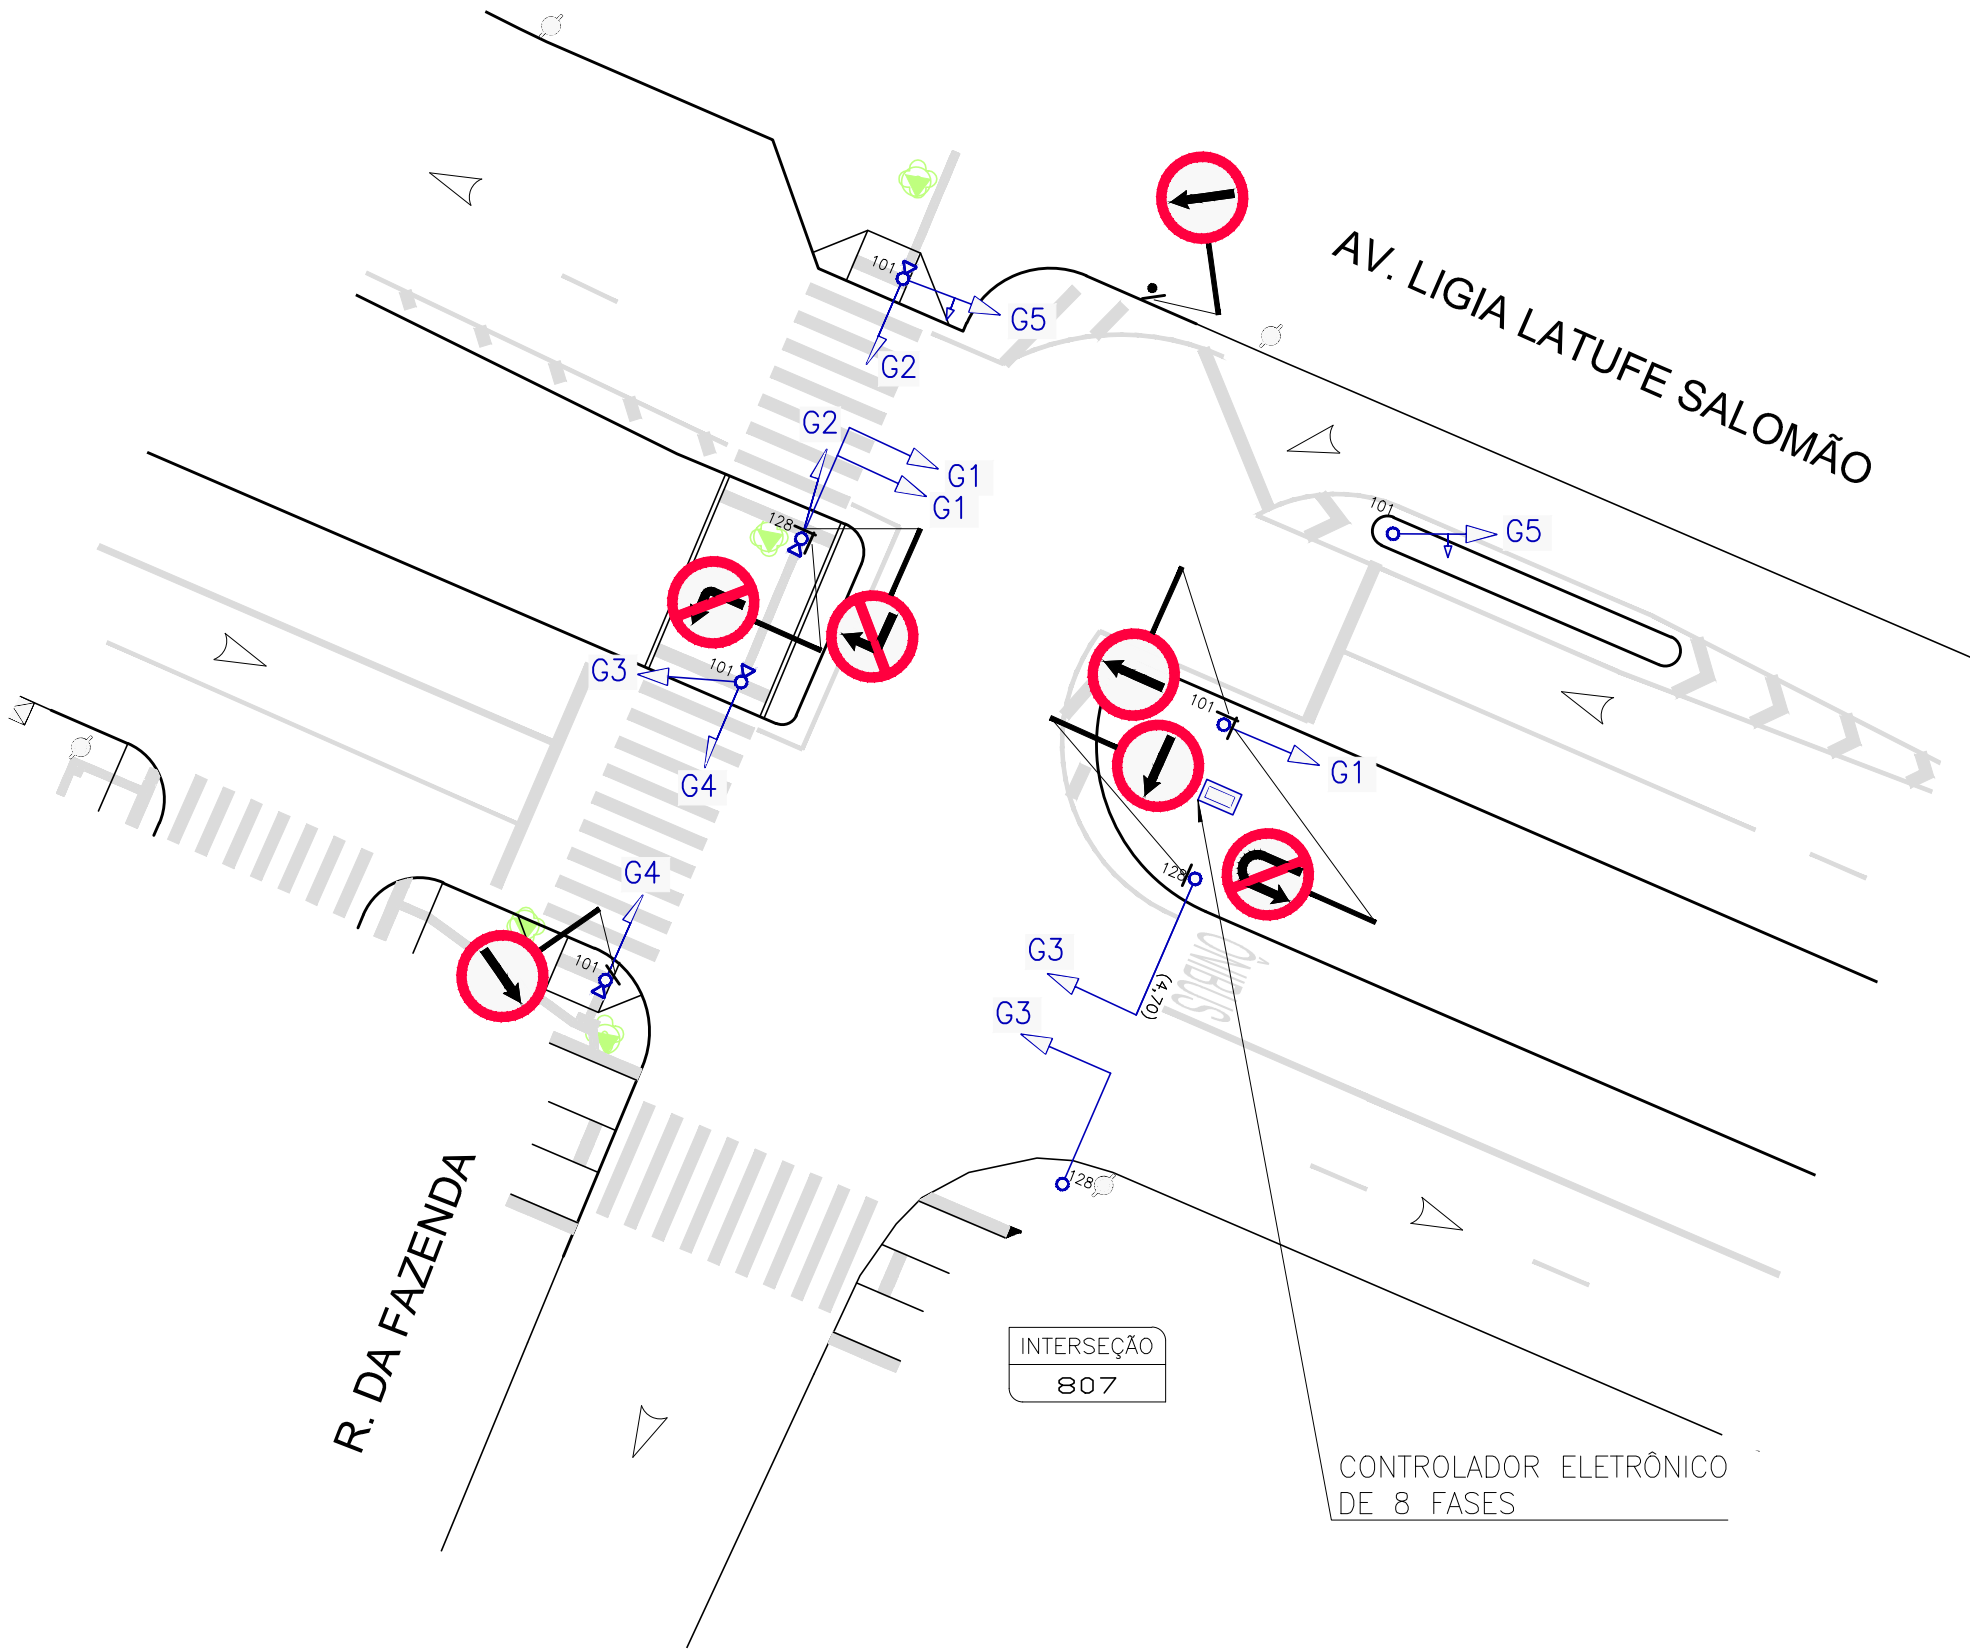 AV. LIGIA LATUFE SALOMÃO
101
G5
G2
G2
G1
G1
128
101
G5
G3
101
G4
101
G1
G4
101
128
G3
(4,70)
G3
ÔNIBUS
128
R. DA FAZENDA
INTERSEÇÃO
807
CONTROLADOR ELETRÔNICO
DE 8 FASES